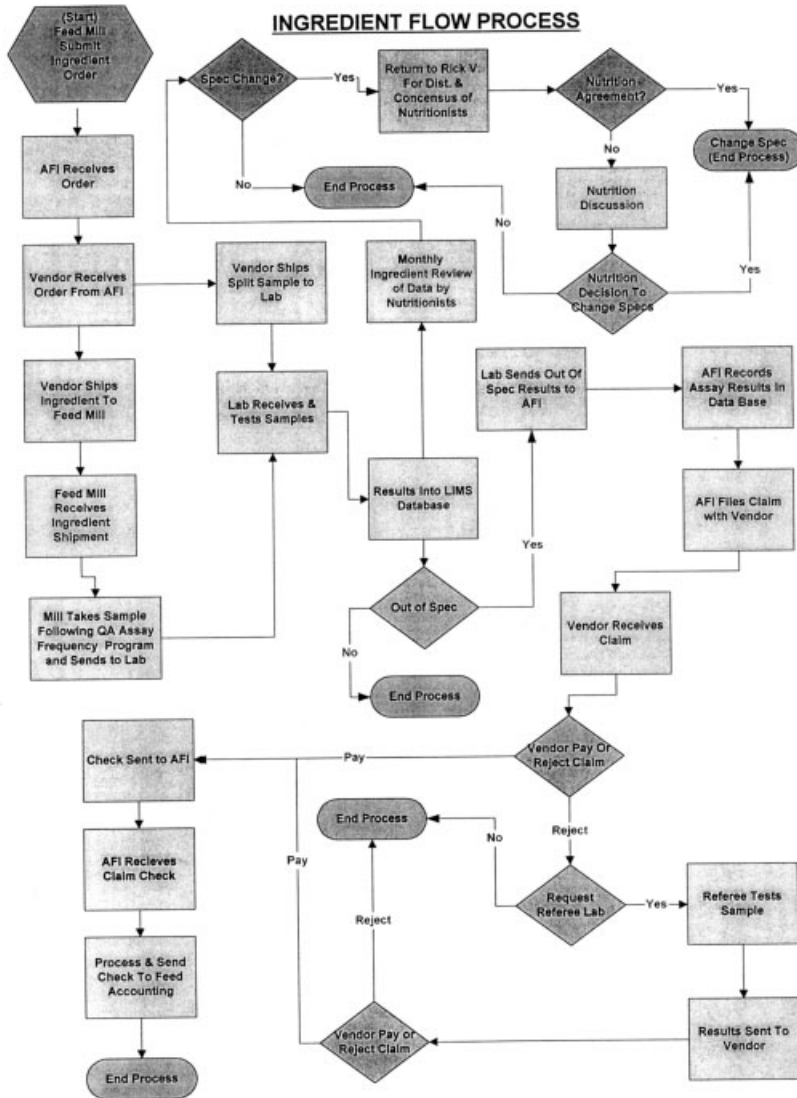 INGREDIENT FLOW PROCESS
(Start)
Feed Mill
Submit
Ingredient
Order
AFI Receives
Order
Vendor Receives
Order From AFI
Vendor Ships
Ingredient To
Feed Mill
Feed Mill
Receives
Ingredient
Shipment
Mill Takes Sample
Following QA Assay
Frequency Program
and Sends to Lab
Vendor Ships
Split Sample to
Lab
Lab Receives &
Tests Samples
Results Into LIMS
Database
Monthly
Ingredient Review
of Data by
Nutritionists
Spec Change?
Yes
No
End Process
Return to Rick V.
For Dist. &
Concensus of
Nutritionists
Nutrition
Agreement?
Yes
No
Change Spec
(End Process)
Nutrition
Discussion
Nutrition
Decision To
Change Specs
No
Yes
Out of Spec
No
End Process
Yes
Lab Sends Out Of
Spec Results to
AFI
AFI Records
Assay Results In
Data Base
AFI Files Claim
with Vendor
Vendor Receives
Claim
Vendor Pay Or
Reject Claim
Pay
Reject
Check Sent to AFI
AFI Recieves
Claim Check
Process & Send
Check To Feed
Accounting
End Process
Request
Referee Lab
No
End Process
Yes
Referee Tests
Sample
Results Sent To
Vendor
Vendor Pay or
Reject Claim
Reject
Pay